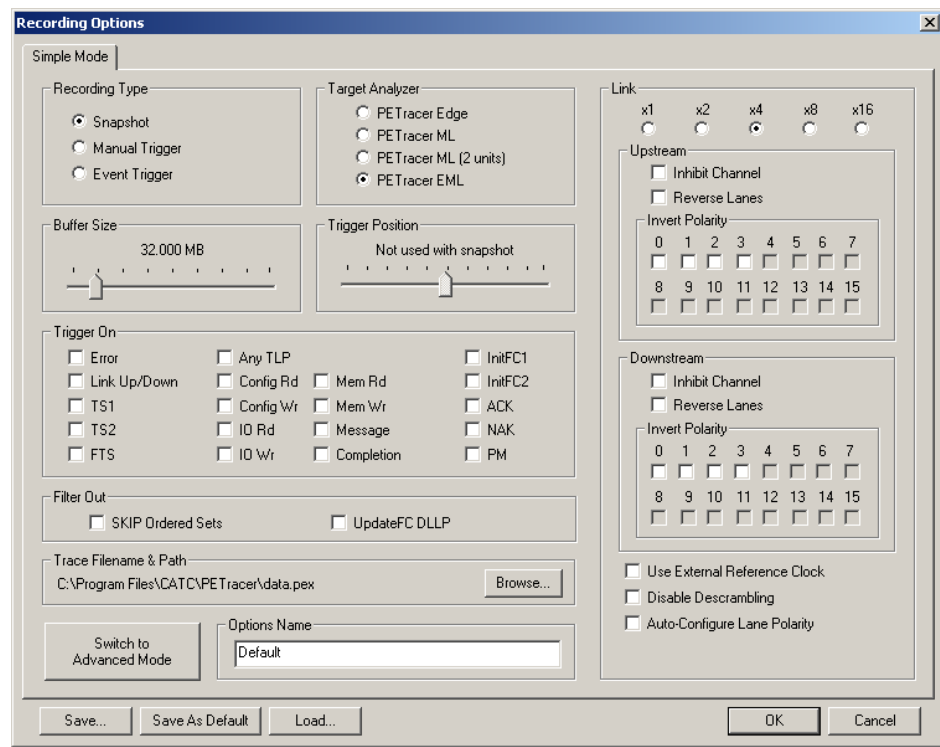 Recording Options
Simple Mode
Recording Type
Snapshot
Manual Trigger
Event Trigger
Target Analyzer
PETracer Edge
PETracer ML
PETracer ML (2 units)
PETracer EML
Buffer Size
32.000 MB
Trigger Position
Not used with snapshot
Trigger On
Error
Link Up/Down
TS1
TS2
FTS
Any TLP
Config Rd
Config Wr
IO Rd
IO Wr
Mem Rd
Mem Wr
Message
Completion
InitFC1
InitFC2
ACK
NAK
PM
Filter Out
SKIP Ordered Sets
UpdateFC DLLP
Trace Filename & Path
C:\Program Files\CATC\PETracer\data.pex
Browse...
Switch to
Advanced Mode
Options Name
Default
Link
x1 x2 x4 x8 x16
Upstream
Inhibit Channel
Reverse Lanes
Invert Polarity
0 1 2 3 4 5 6 7
8 9 10 11 12 13 14 15
Downstream
Inhibit Channel
Reverse Lanes
Invert Polarity
0 1 2 3 4 5 6 7
8 9 10 11 12 13 14 15
Use External Reference Clock
Disable Descrambling
Auto-Configure Lane Polarity
Save...
Save As Default
Load...
OK
Cancel